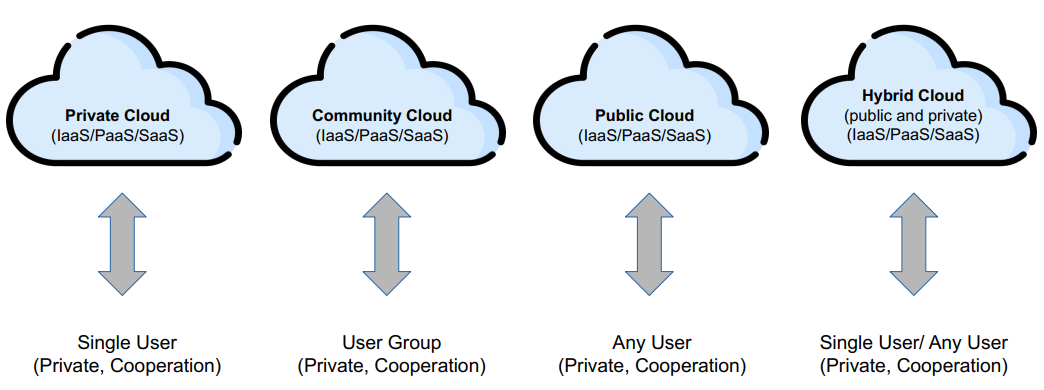 Private Cloud
(IaaS/PaaS/SaaS)
Community Cloud
(IaaS/PaaS/SaaS)
Public Cloud
(IaaS/PaaS/SaaS)
Hybrid Cloud
(public and private)
(IaaS/PaaS/SaaS)
Single User
(Private, Cooperation)
User Group
(Private, Cooperation)
Any User
(Private, Cooperation)
Single User/ Any User
(Private, Cooperation)